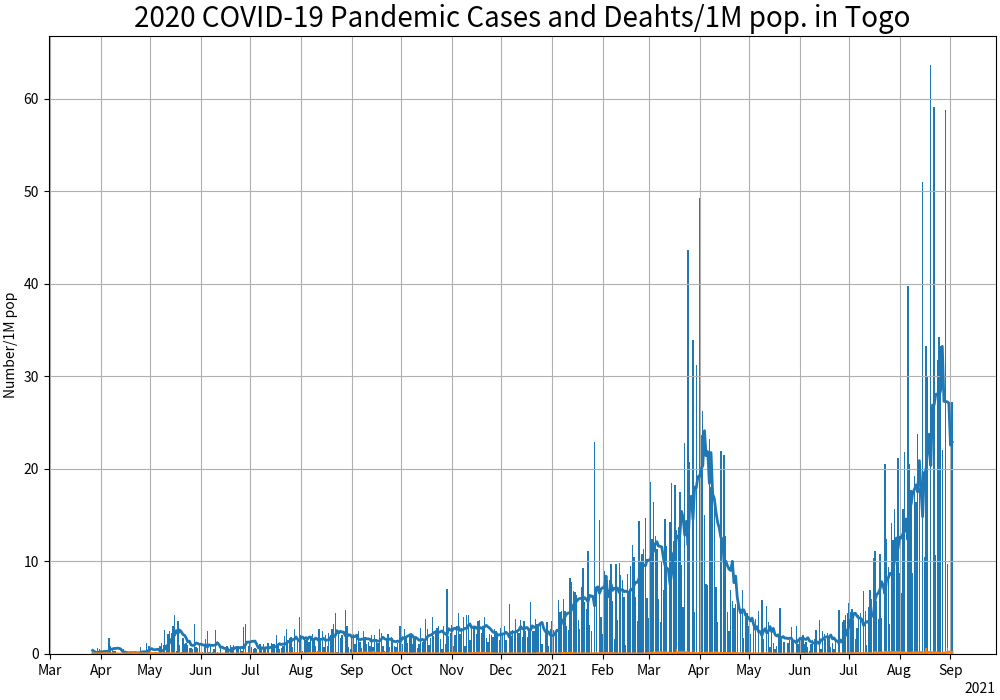 2020 COVID-19 Pandemic Cases and Deahts/1M pop. in Togo
Number/1M pop
60
50
40
30
20
10
0
Mar Apr May Jun Jul Aug Sep Oct Nov Dec 2021 Feb Mar Apr May Jun Jul Aug Sep
2021